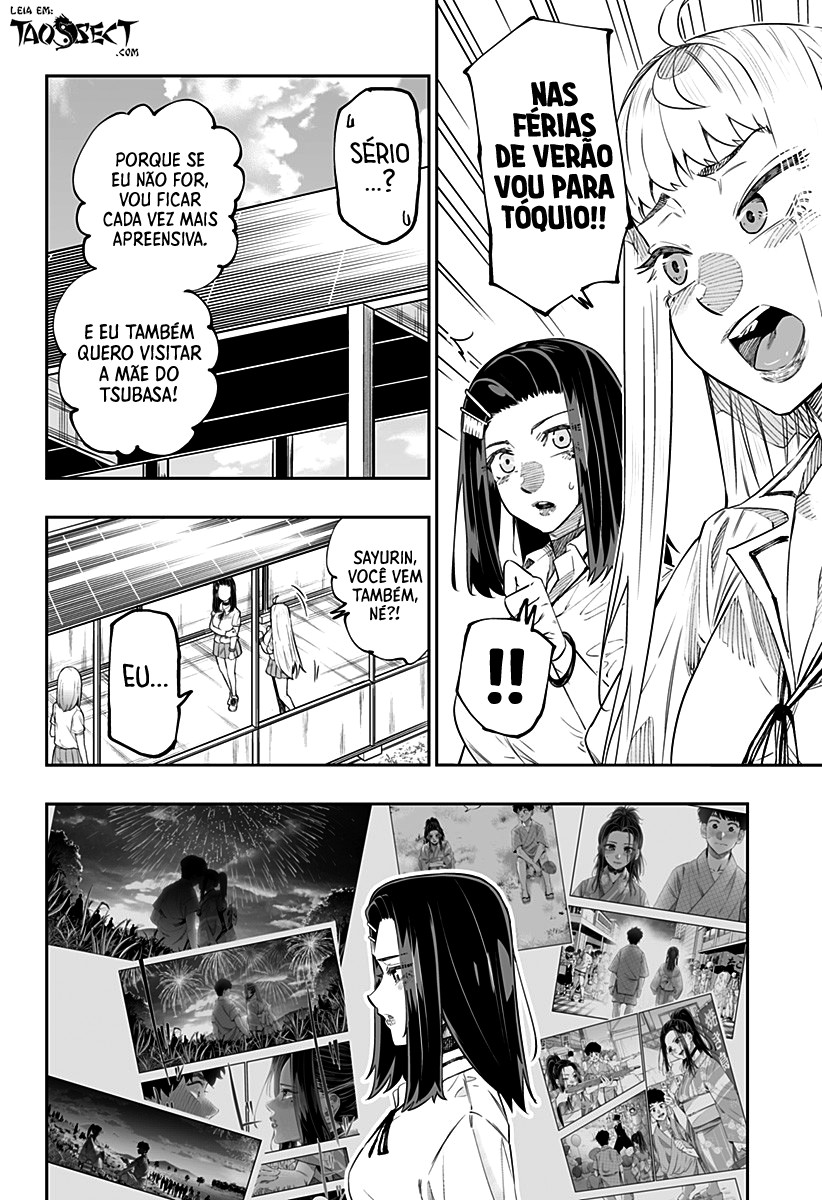 LEIA EM:
TAOSECT
.COM
NAS
FÉRIAS
DE VERÃO
VOU PARA
TÓQUIO!!
!!
SÉRIO
...?
PORQUE SE
EU NÃO FOR,
VOU FICAR
CADA VEZ MAIS
APREENSIVA.
E EU TAMBÉM
QUERO VISITAR
A MÃE DO
TSUBASA!
SAYURIN,
VOCÊ VEM
TAMBÉM,
NÉ?!
EU...